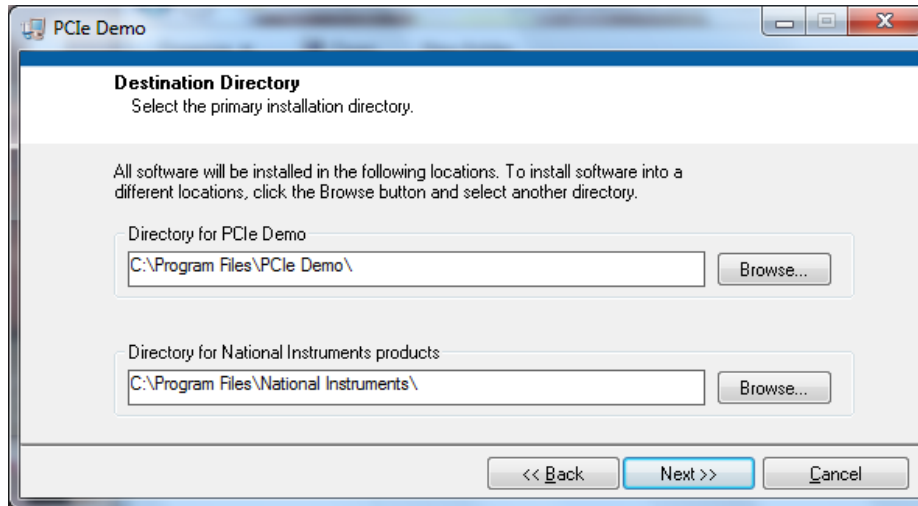 PCIe Demo
Destination Directory
Select the primary installation directory.
All software will be installed in the following locations. To install software into a
different locations, click the Browse button and select another directory.
Directory for PCIe Demo
C:\Program Files\PCIe Demo\
Browse...
Directory for National Instruments products
C:\Program Files\National Instruments\
Browse...
<< Back
Next >>
Cancel